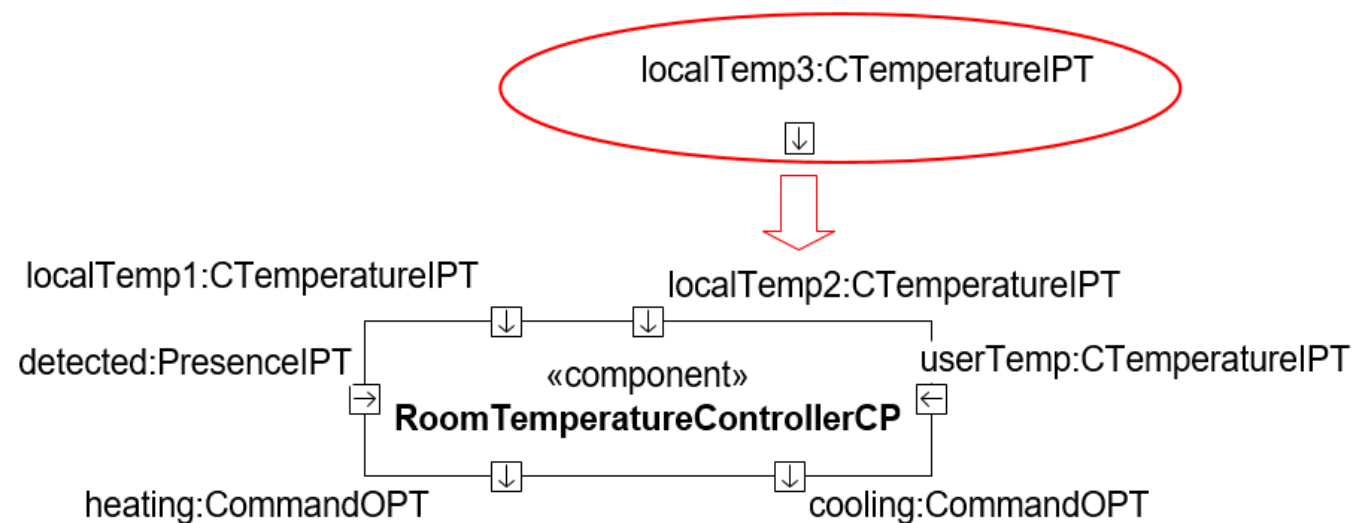 localTemp3:CTemperatureIPT
localTemp1:CTemperatureIPT
localTemp2:CTemperatureIPT
detected:PresenceIPT
«component»
userTemp:CTemperatureIPT
RoomTemperatureControllerCP
heating:CommandOPT
cooling:CommandOPT